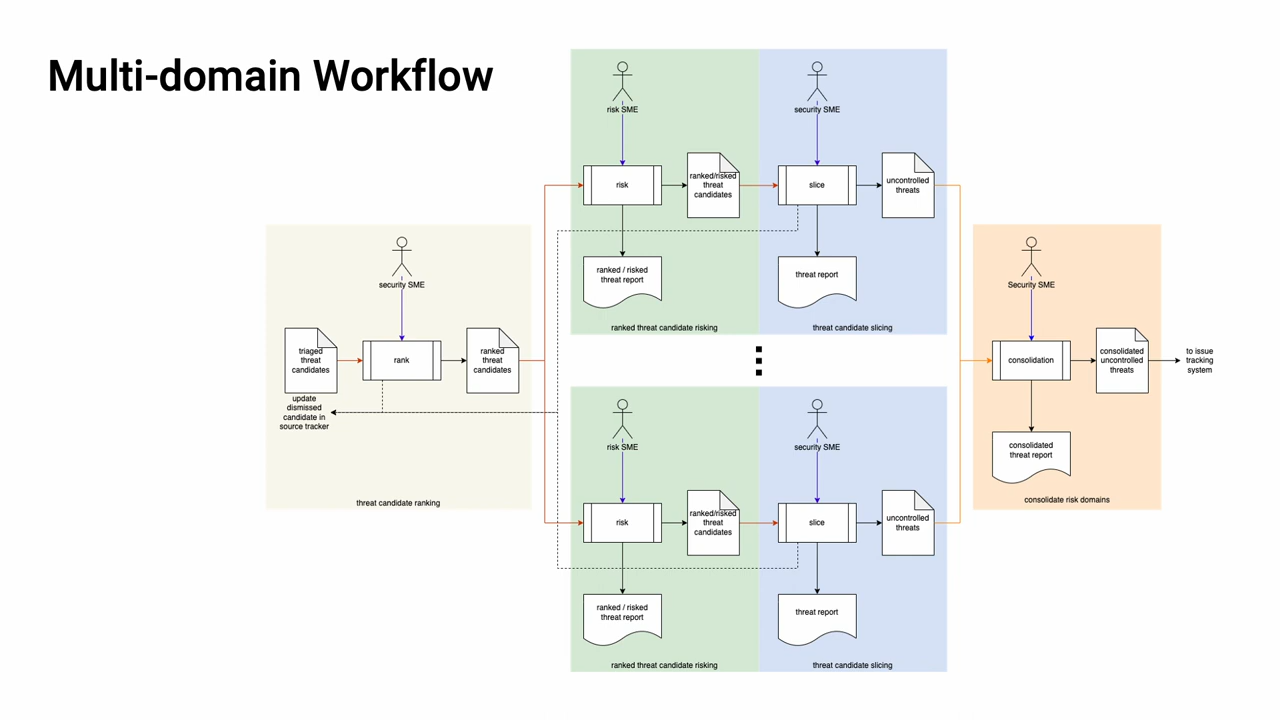 Multi-domain Workflow
risk SME
security SME
risk
ranked/risked
threat
candidates
slice
uncontrolled
threats
ranked / risked
threat report
threat report
ranked threat candidate risking
threat candidate slicing
security SME
triaged
threat
candidates
rank
ranked
threat
candidates
update
dismissed
candidate in
source tracker
threat candidate ranking
risk SME
security SME
risk
ranked/risked
threat
candidates
slice
uncontrolled
threats
ranked / risked
threat report
threat report
ranked threat candidate risking
threat candidate slicing
Security SME
consolidation
consolidated
uncontrolled
threats
to issue
tracking
system
consolidated
threat report
consolidate risk domains